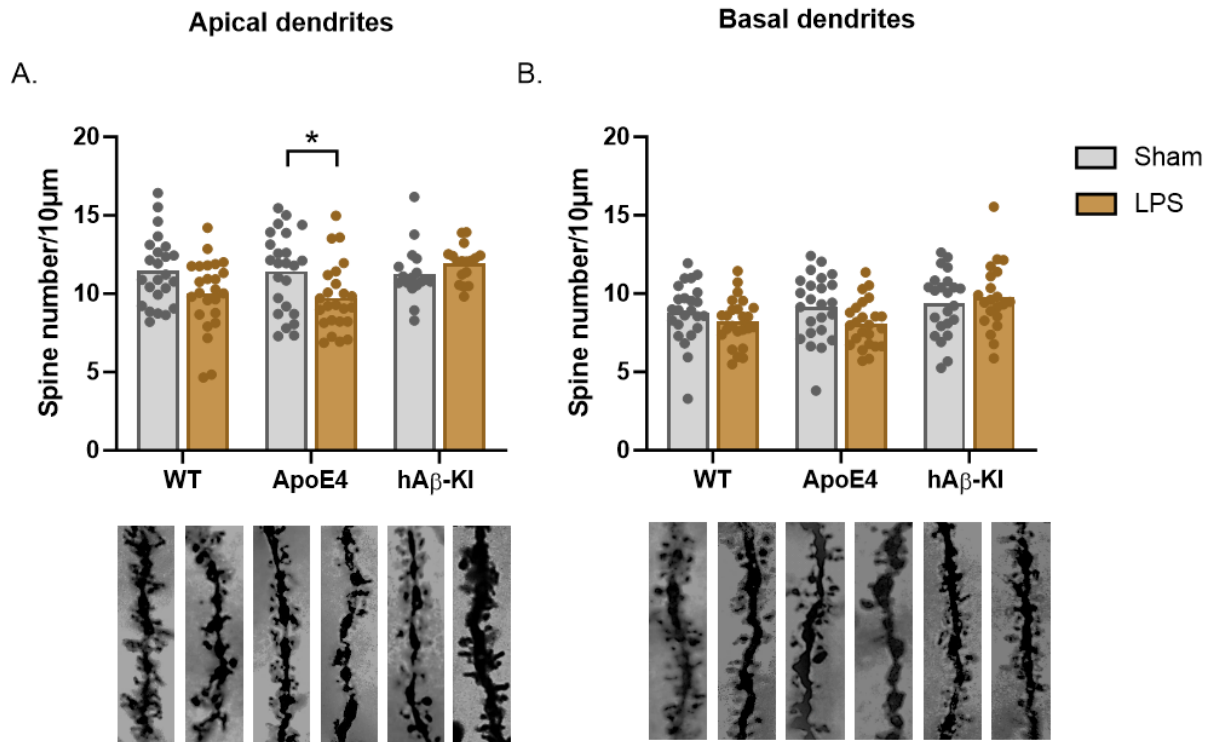 Apical dendrites
Basal dendrites
A.
B.
Spine number/10µm
20
15
10
5
0
*
WT
ApoE4
hAβ-KI
Spine number/10µm
20
15
10
5
0
WT
ApoE4
hAβ-KI
Sham
LPS